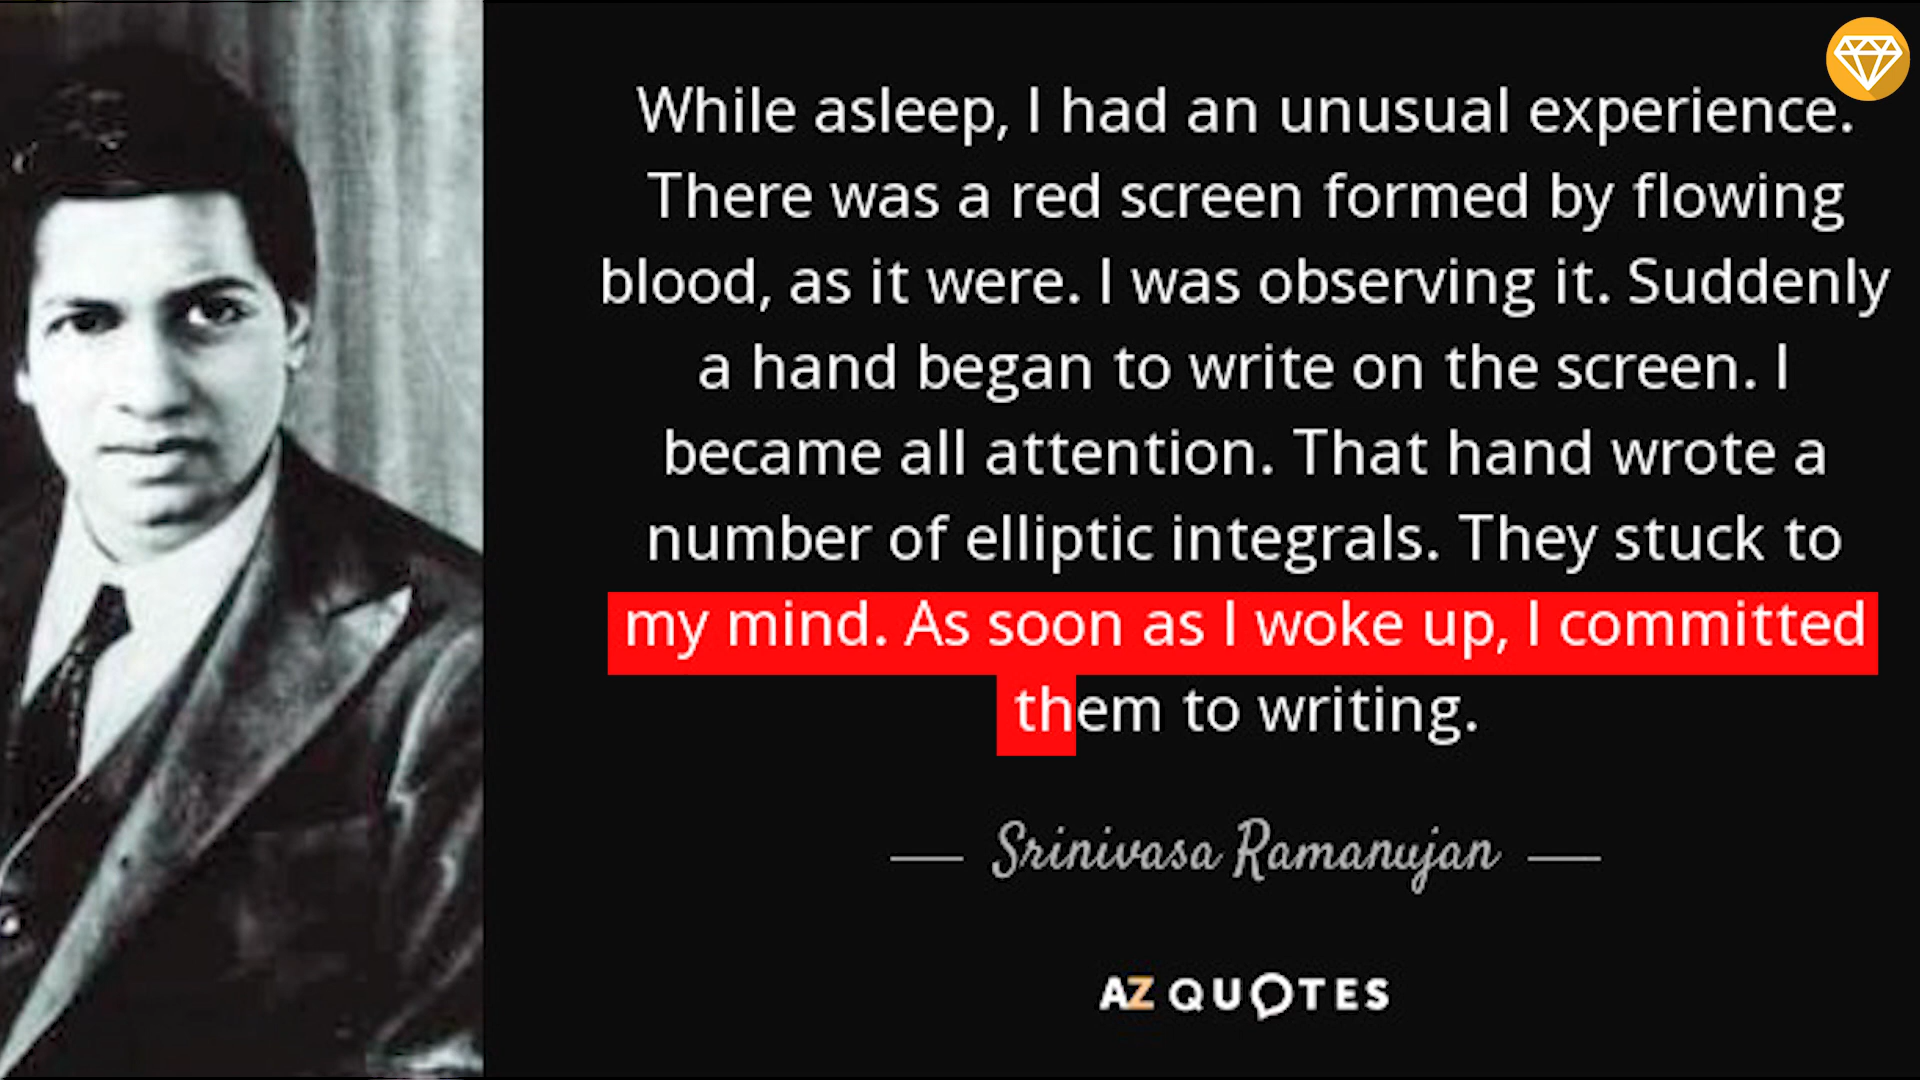 While asleep, I had an unusual experience.
There was a red screen formed by flowing
blood, as it were. I was observing it. Suddenly
a hand began to write on the screen. I
became all attention. That hand wrote a
number of elliptic integrals. They stuck to
my mind. As soon as I woke up, I committed
them to writing.
Srinivasa Ramanujan
AZ QUOTES